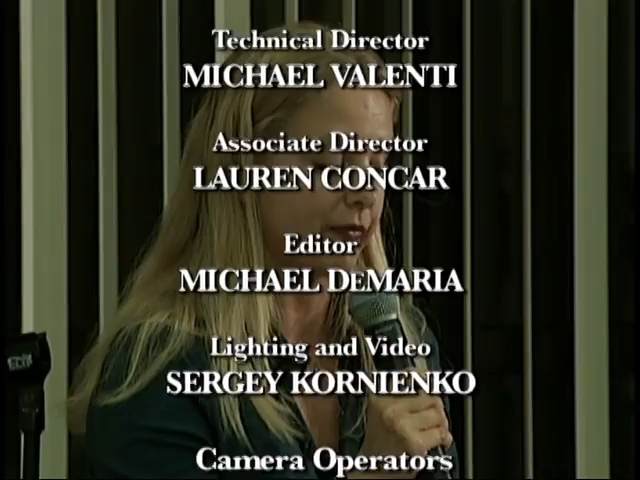 Technical Director
MICHAEL VALENTI
Associate Director
LAUREN CONCAR
Editor
MICHAEL DEMARIA
Lighting and Video
SERGEY KORNIENKO
Camera Operators